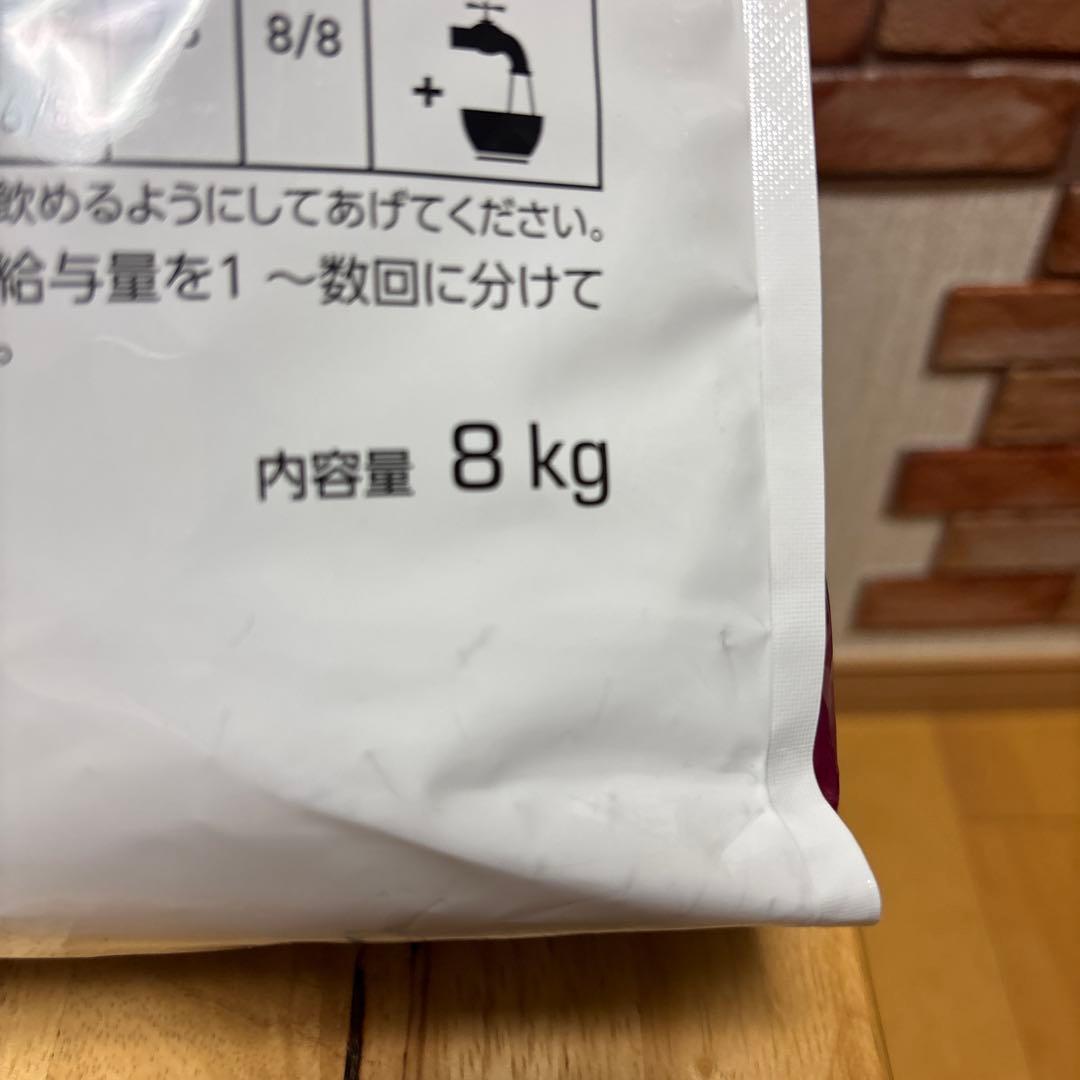 8/8
+
飲めるようにしてあげてください。
給与量を1 ～数回に分けて
。
内容量 8 kg